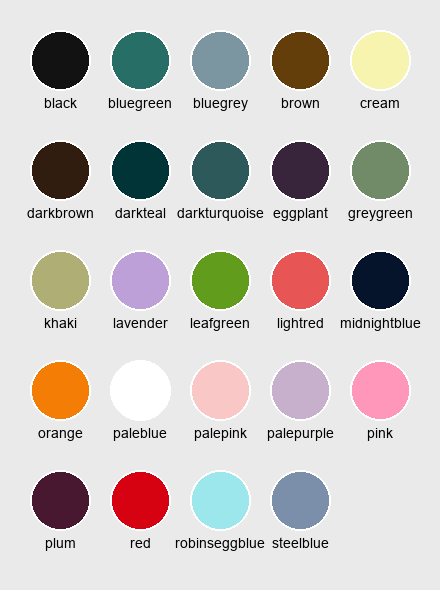 black bluegreen bluegrey brown cream
darkbrown darkteal darkturquoise eggplant greygreen
khaki lavender leafgreen lightred midnightblue
orange paleblue palepink palepurple pink
plum red robinseggblue steelblue